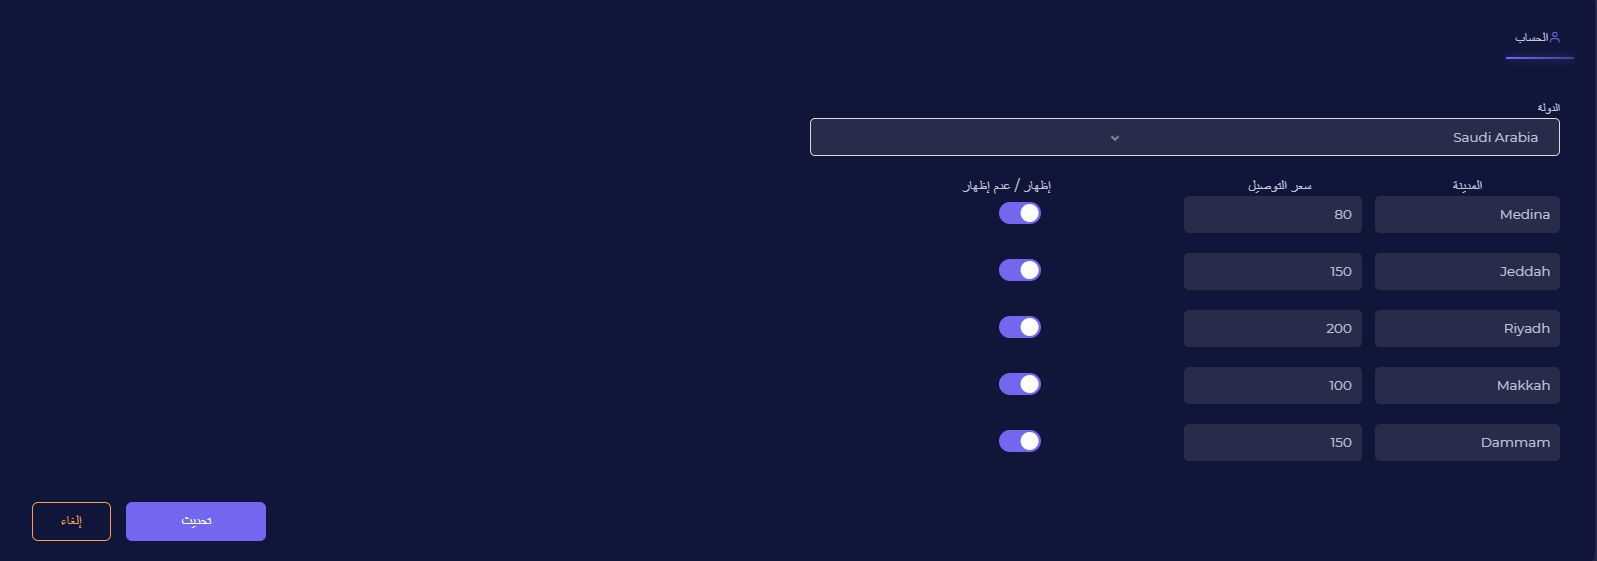 الحساب
الدولة
Saudi Arabia
المدينة سعر التوصيل إظهار / عدم إظهار
Medina 80
Jeddah 150
Riyadh 200
Makkah 100
Dammam 150
تحديث إلغاء